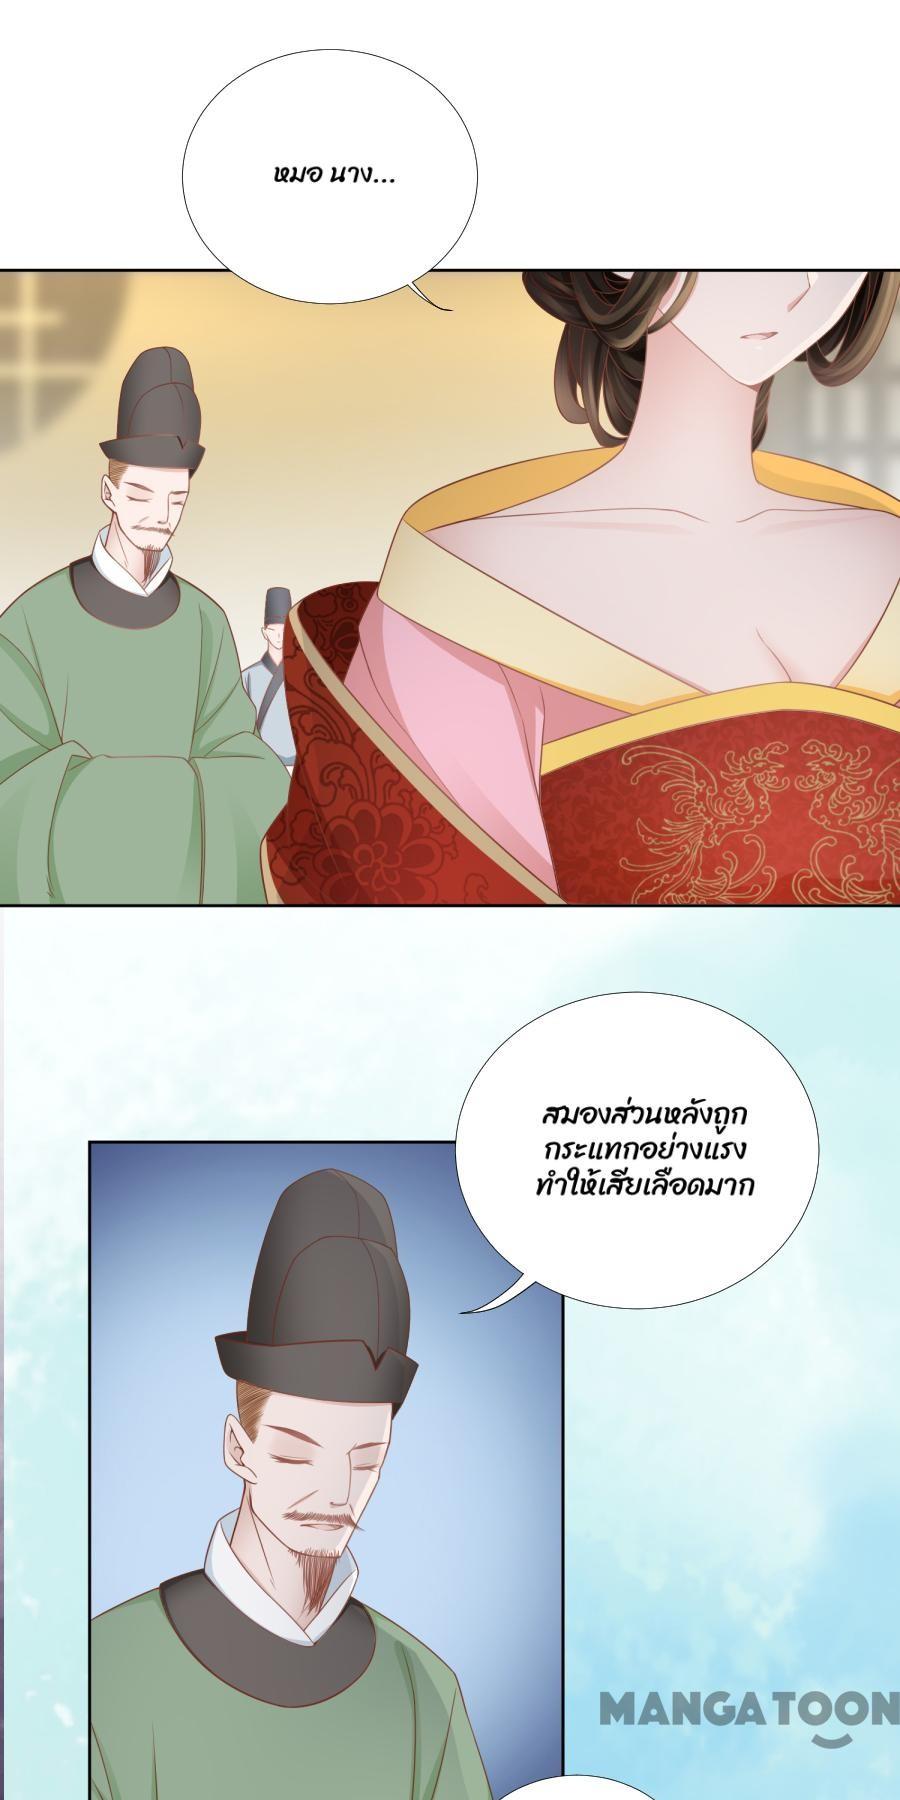 หมอ นาง...
สมองส่วนหลังถูก
กระแทกอย่างแรง
ทำให้เสียเลือดมาก
MANGA TOON